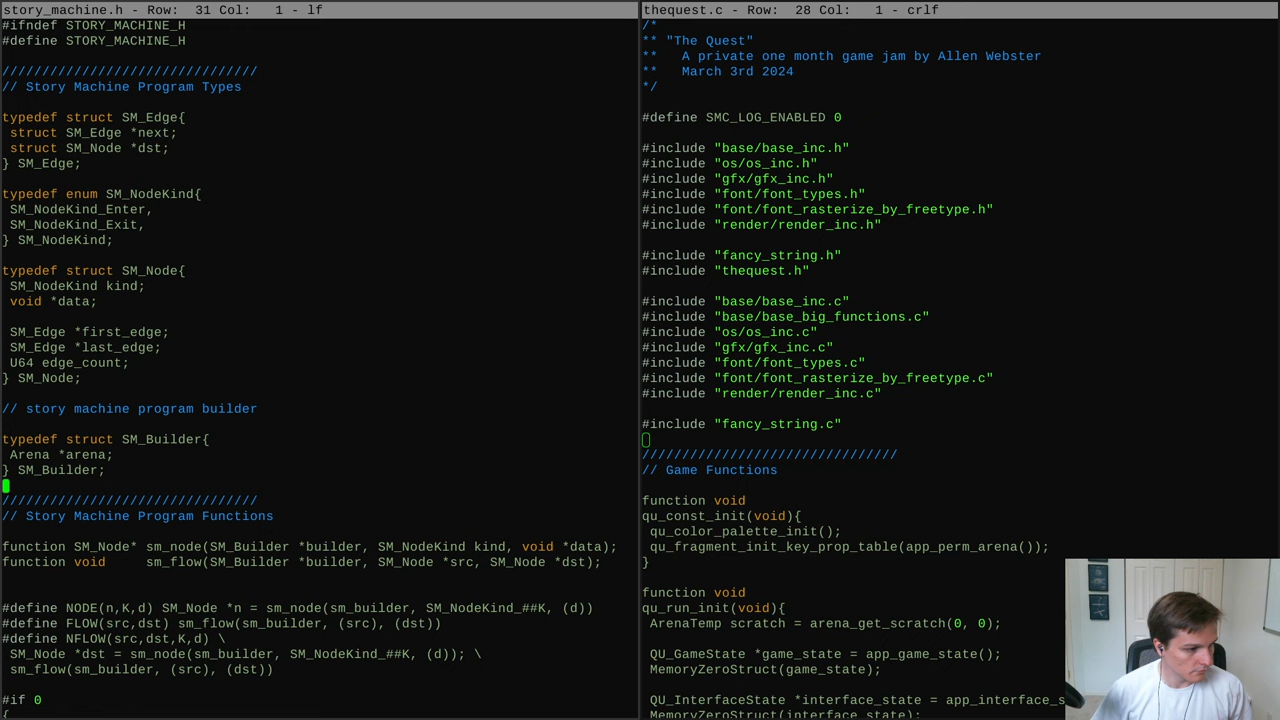 story_machine.h - Row:  31 Col:   1 - lf
#ifndef STORY_MACHINE_H
#define STORY_MACHINE_H
////////////////////////////////
// Story Machine Program Types
typedef struct SM_Edge{
 struct SM_Edge *next;
 struct SM_Node *dst;
} SM_Edge;
typedef enum SM_NodeKind{
 SM_NodeKind_Enter,
 SM_NodeKind_Exit,
} SM_NodeKind;
typedef struct SM_Node{
 SM_NodeKind kind;
 void *data;
 SM_Edge *first_edge;
 SM_Edge *last_edge;
 U64 edge_count;
} SM_Node;
// story machine program builder
typedef struct SM_Builder{
 Arena *arena;
} SM_Builder;
////////////////////////////////
// Story Machine Program Functions
function SM_Node* sm_node(SM_Builder *builder, SM_NodeKind kind, void *data);
function void     sm_flow(SM_Builder *builder, SM_Node *src, SM_Node *dst);
#define NODE(n,K,d) SM_Node *n = sm_node(sm_builder, SM_NodeKind_##K, (d))
#define FLOW(src,dst) sm_flow(sm_builder, (src), (dst))
#define NFLOW(src,dst,K,d) \
 SM_Node *dst = sm_node(sm_builder, SM_NodeKind_##K, (d)); \
 sm_flow(sm_builder, (src), (dst))
#if 0
{
thequest.c - Row:  28 Col:   1 - crlf
/*
** "The Quest"
**   A private one month game jam by Allen Webster
**   March 3rd 2024
*/
#define SMC_LOG_ENABLED 0
#include "base/base_inc.h"
#include "os/os_inc.h"
#include "gfx/gfx_inc.h"
#include "font/font_types.h"
#include "font/font_rasterize_by_freetype.h"
#include "render/render_inc.h"
#include "fancy_string.h"
#include "thequest.h"
#include "base/base_inc.c"
#include "base/base_big_functions.c"
#include "os/os_inc.c"
#include "gfx/gfx_inc.c"
#include "font/font_types.c"
#include "font/font_rasterize_by_freetype.c"
#include "render/render_inc.c"
#include "fancy_string.c"
////////////////////////////////
// Game Functions
function void
qu_const_init(void){
 qu_color_palette_init();
 qu_fragment_init_key_prop_table(app_perm_arena());
}
function void
qu_run_init(void){
 ArenaTemp scratch = arena_get_scratch(0, 0);
 QU_GameState *game_state = app_game_state();
 MemoryZeroStruct(game_state);
 QU_InterfaceState *interface_state = app_interface_s
 MemoryZeroStruct(interface_state);